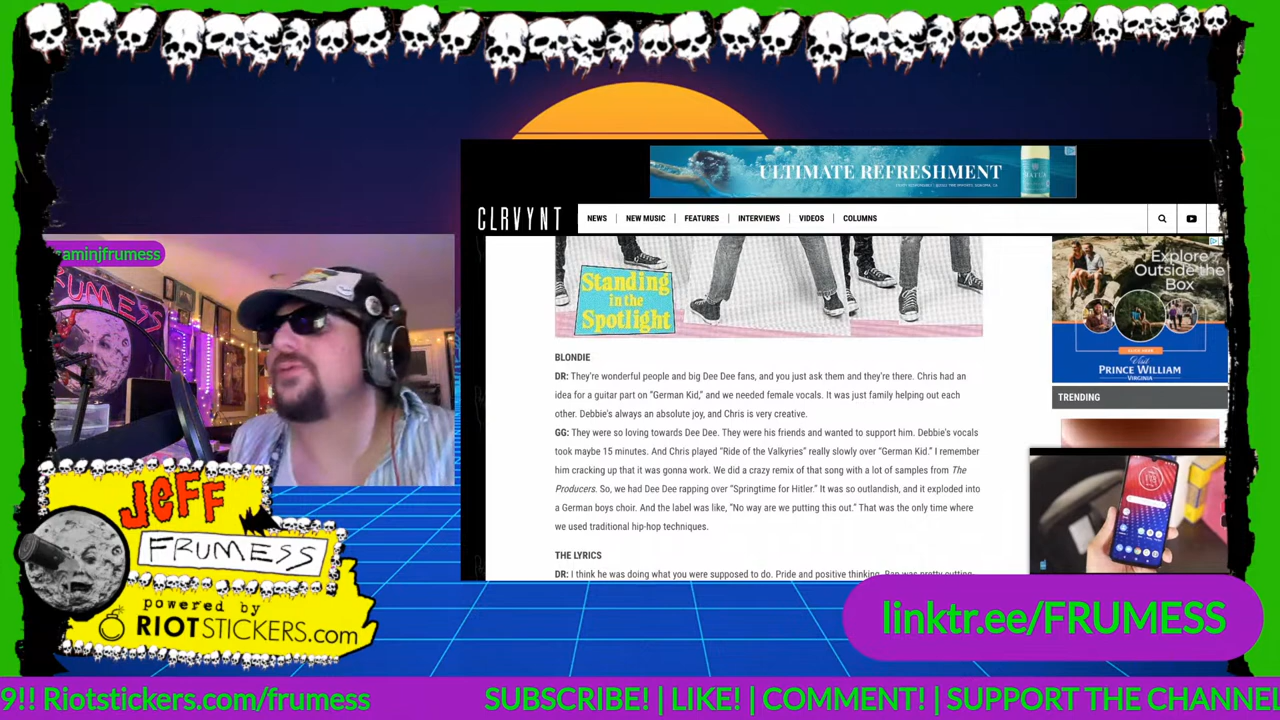 ULTIMATE REFRESHMENT
MATUA
CLRVYNT
NEWS
NEW MUSIC
FEATURES
INTERVIEWS
VIDEOS
COLUMNS
aminjfrumess
FRUMESS
Standing
in the
Spotlight
Explore
Outside the
Box
Visit
PRINCE WILLIAM
VIRGINIA
TRENDING
BLONDIE
DR: They're wonderful people and big Dee Dee fans, and you just ask them and they're there. Chris had an
idea for a guitar part on "German Kid," and we needed female vocals. It was just family helping out each
other. Debbie's always an absolute joy, and Chris is very creative.
GG: They were so loving towards Dee Dee. They were his friends and wanted to support him. Debbie's vocals
took maybe 15 minutes. And Chris played "Ride of the Valkyries" really slowly over "German Kid." I remember
him cracking up that it was gonna work. We did a crazy remix of that song with a lot of samples from The
Producers. So, we had Dee Dee rapping over "Springtime for Hitler." It was so outlandish, and it exploded into
a German boys choir. And the label was like, "No way are we putting this out." That was the only time where
we used traditional hip-hop techniques.
THE LYRICS
DR: I think he was doing what you were supposed to do. Pride and positive thinking. Rap was pretty cutting
JEFF
FRUMESS
powered by
RIOTSTICKERS.com
linktr.ee/FRUMESS
9!! Riotstickers.com/frumess
SUBSCRIBE! | LIKE! | COMMENT! | SUPPORT THE CHANNEL